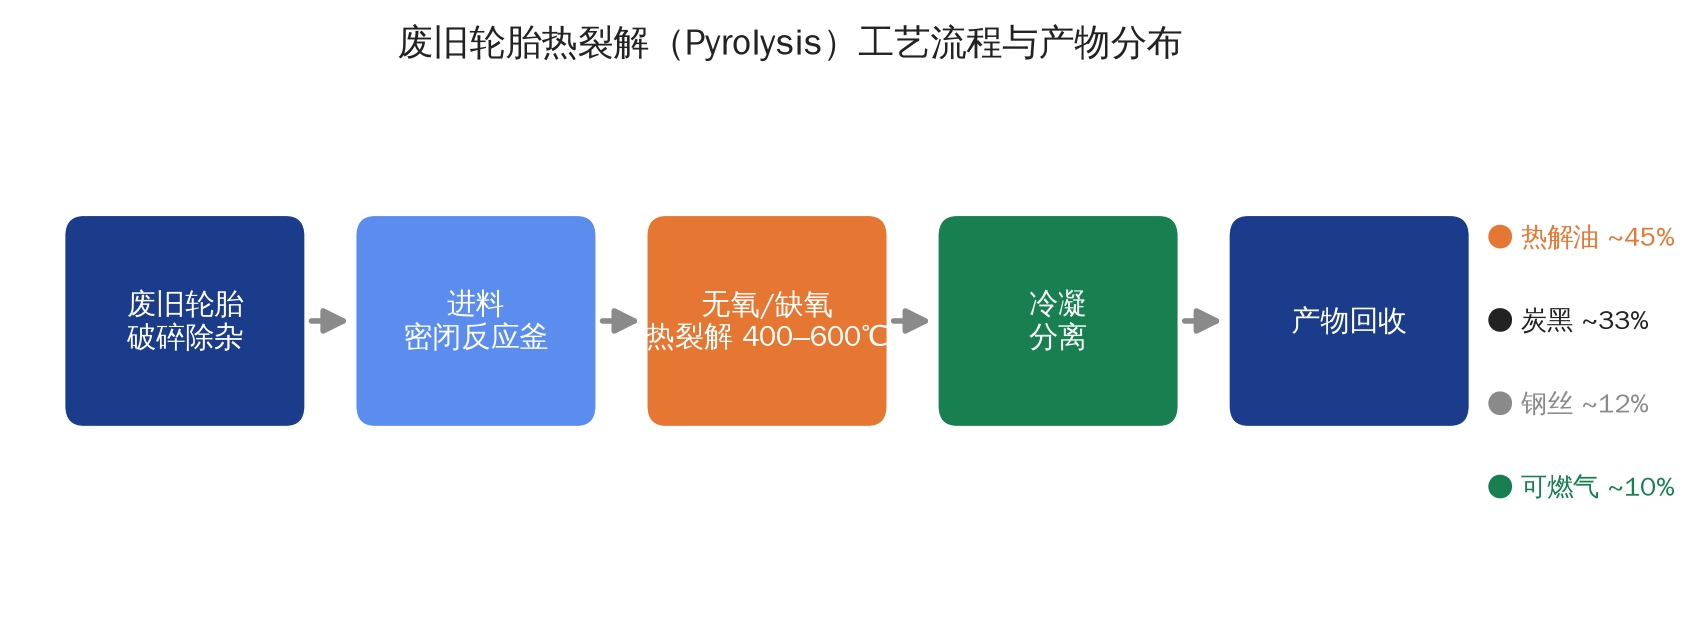 废旧轮胎热裂解（Pyrolysis）工艺流程与产物分布
废旧轮胎
破碎除杂
进料
密闭反应釜
无氧/缺氧
热裂解 400–600℃
冷凝
分离
产物回收
热解油 ~45%
炭黑 ~33%
钢丝 ~12%
可燃气 ~10%